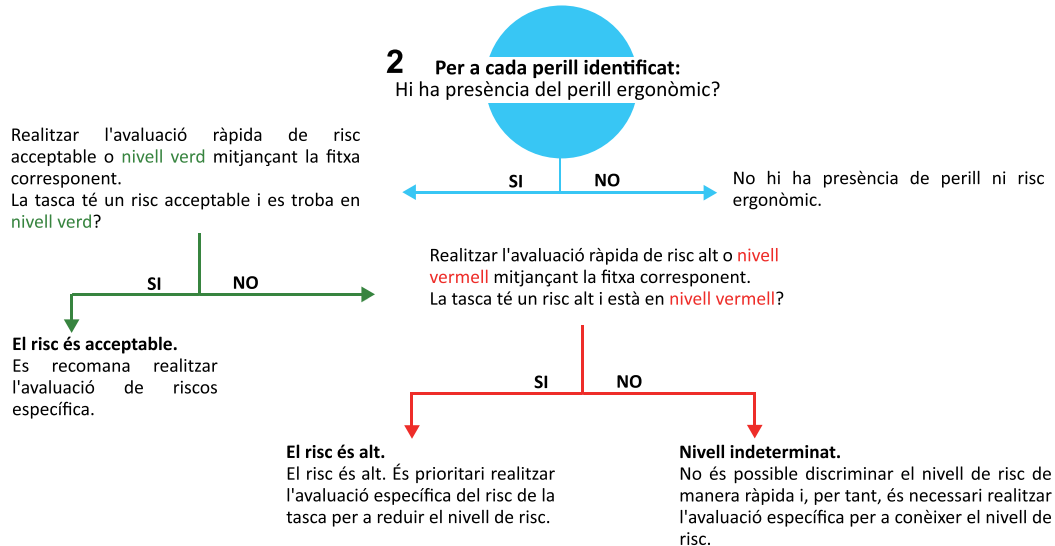 2
Per a cada perill identificat:
Hi ha presència del perill ergonòmic?
SI
NO
No hi ha presència de perill ni risc
ergonòmic.
Realitzar l'avaluació ràpida de risc
acceptable o nivell verd mitjançant la fitxa
corresponent.
La tasca té un risc acceptable i es troba en
nivell verd?
SI
NO
El risc és acceptable.
Es recomana realitzar
l'avaluació de riscos
específica.
Realitzar l'avaluació ràpida de risc alt o nivell
vermell mitjançant la fitxa corresponent.
La tasca té un risc alt i està en nivell vermell?
SI
NO
El risc és alt.
El risc és alt. És prioritari realitzar
l'avaluació específica del risc de la
tasca per a reduir el nivell de risc.
Nivell indeterminat.
No és possible discriminar el nivell de risc de
manera ràpida i, per tant, és necessari realitzar
l'avaluació específica per a conèixer el nivell de
risc.